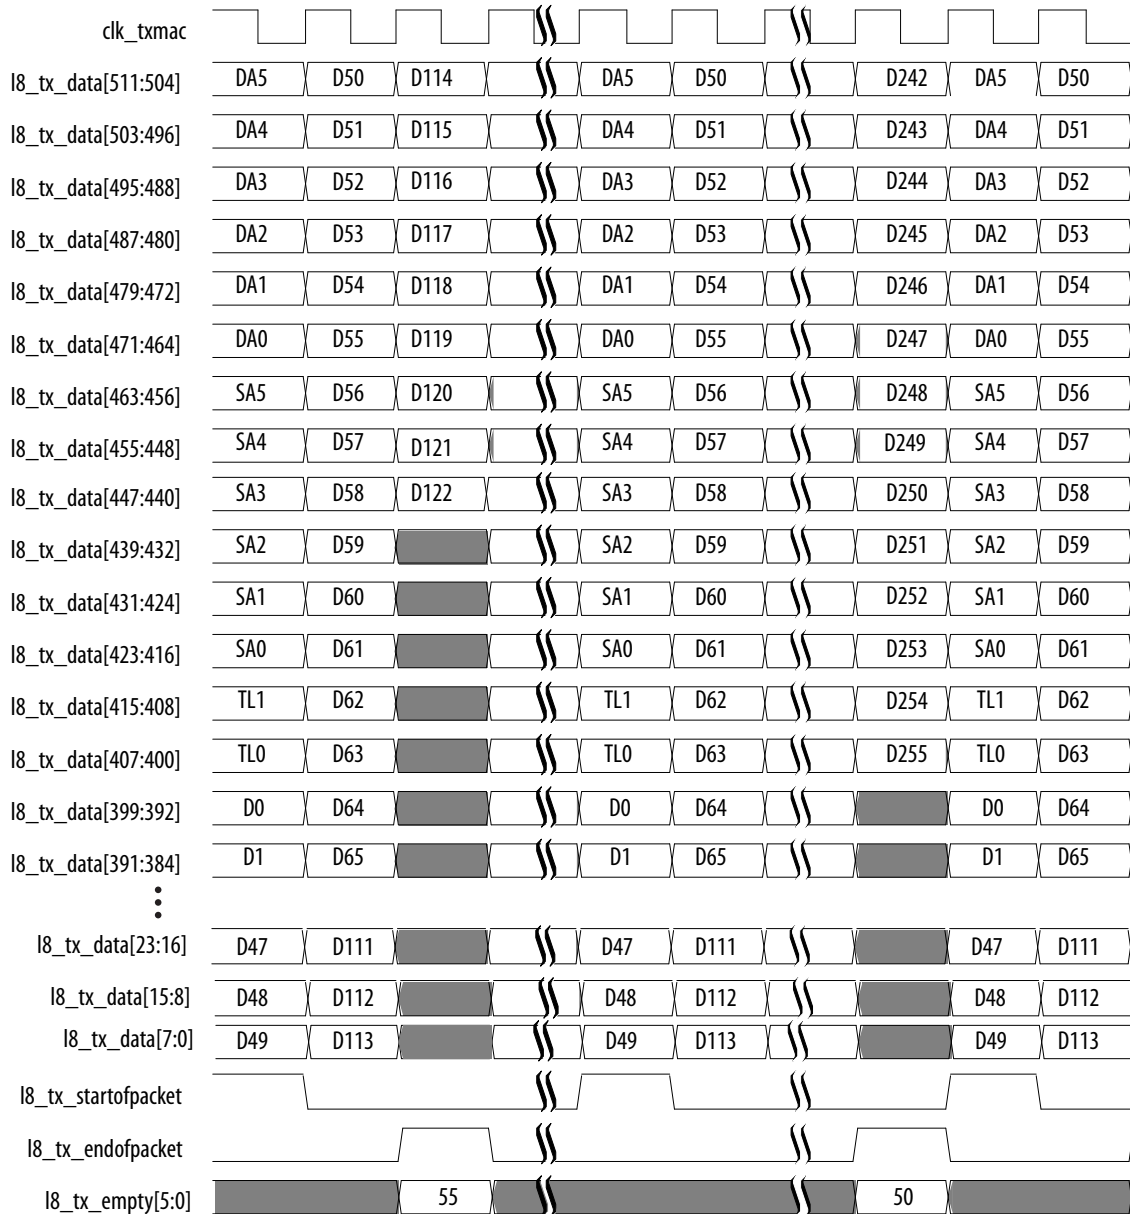 clk_txmac
l8_tx_data[511:504] DA5 D50 D114 DA5 D50 D242 DA5 D50
l8_tx_data[503:496] DA4 D51 D115 DA4 D51 D243 DA4 D51
l8_tx_data[495:488] DA3 D52 D116 DA3 D52 D244 DA3 D52
l8_tx_data[487:480] DA2 D53 D117 DA2 D53 D245 DA2 D53
l8_tx_data[479:472] DA1 D54 D118 DA1 D54 D246 DA1 D54
l8_tx_data[471:464] DA0 D55 D119 DA0 D55 D247 DA0 D55
l8_tx_data[463:456] SA5 D56 D120 SA5 D56 D248 SA5 D56
l8_tx_data[455:448] SA4 D57 D121 SA4 D57 D249 SA4 D57
l8_tx_data[447:440] SA3 D58 D122 SA3 D58 D250 SA3 D58
l8_tx_data[439:432] SA2 D59 SA2 D59 D251 SA2 D59
l8_tx_data[431:424] SA1 D60 SA1 D60 D252 SA1 D60
l8_tx_data[423:416] SA0 D61 SA0 D61 D253 SA0 D61
l8_tx_data[415:408] TL1 D62 TL1 D62 D254 TL1 D62
l8_tx_data[407:400] TL0 D63 TL0 D63 D255 TL0 D63
l8_tx_data[399:392] D0 D64 D0 D64 D0 D64
l8_tx_data[391:384] D1 D65 D1 D65 D1 D65
l8_tx_data[23:16] D47 D111 D47 D111 D47 D111
l8_tx_data[15:8] D48 D112 D48 D112 D48 D112
l8_tx_data[7:0] D49 D113 D49 D113 D49 D113
l8_tx_startofpacket
l8_tx_endofpacket
l8_tx_empty[5:0] 55 50